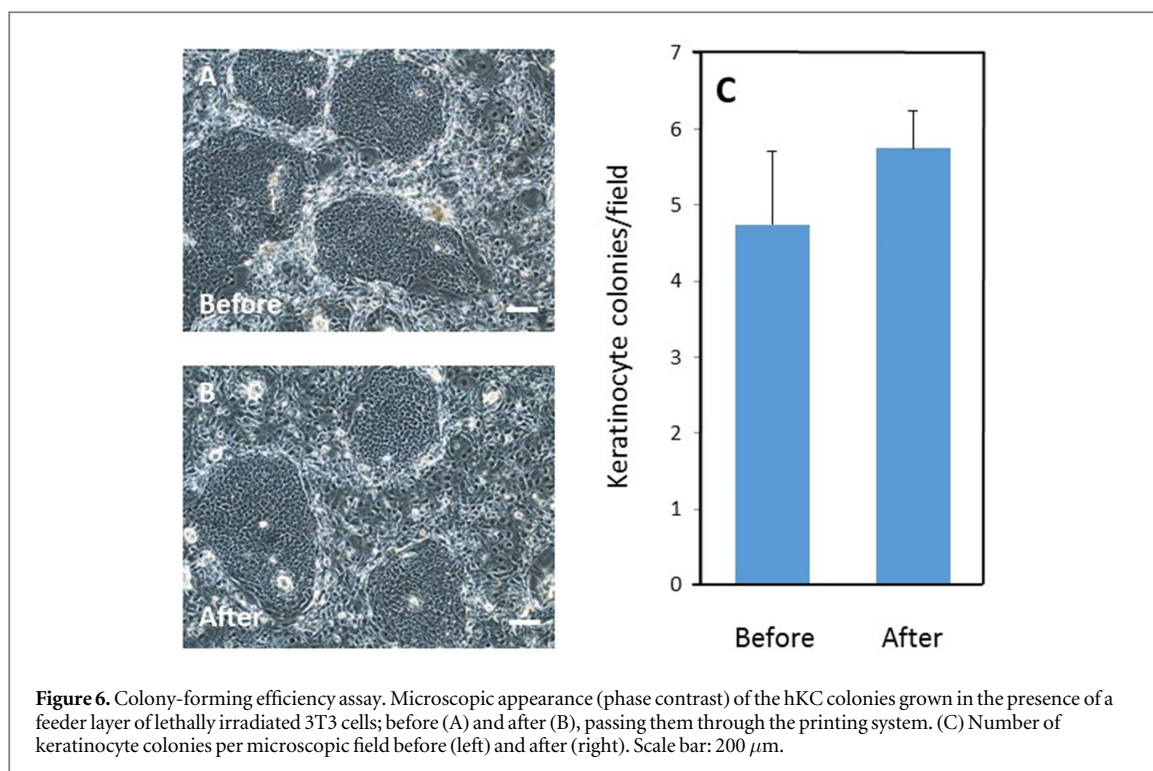 A
Before
B
After
C
Keratinocyte colonies/field
7
6
5
4
3
2
1
0
Before After
Figure 6. Colony-forming efficiency assay. Microscopic appearance (phase contrast) of the hKC colonies grown in the presence of a
feeder layer of lethally irradiated 3T3 cells; before (A) and after (B), passing them through the printing system. (C) Number of
keratinocyte colonies per microscopic field before (left) and after (right). Scale bar: 200 μm.